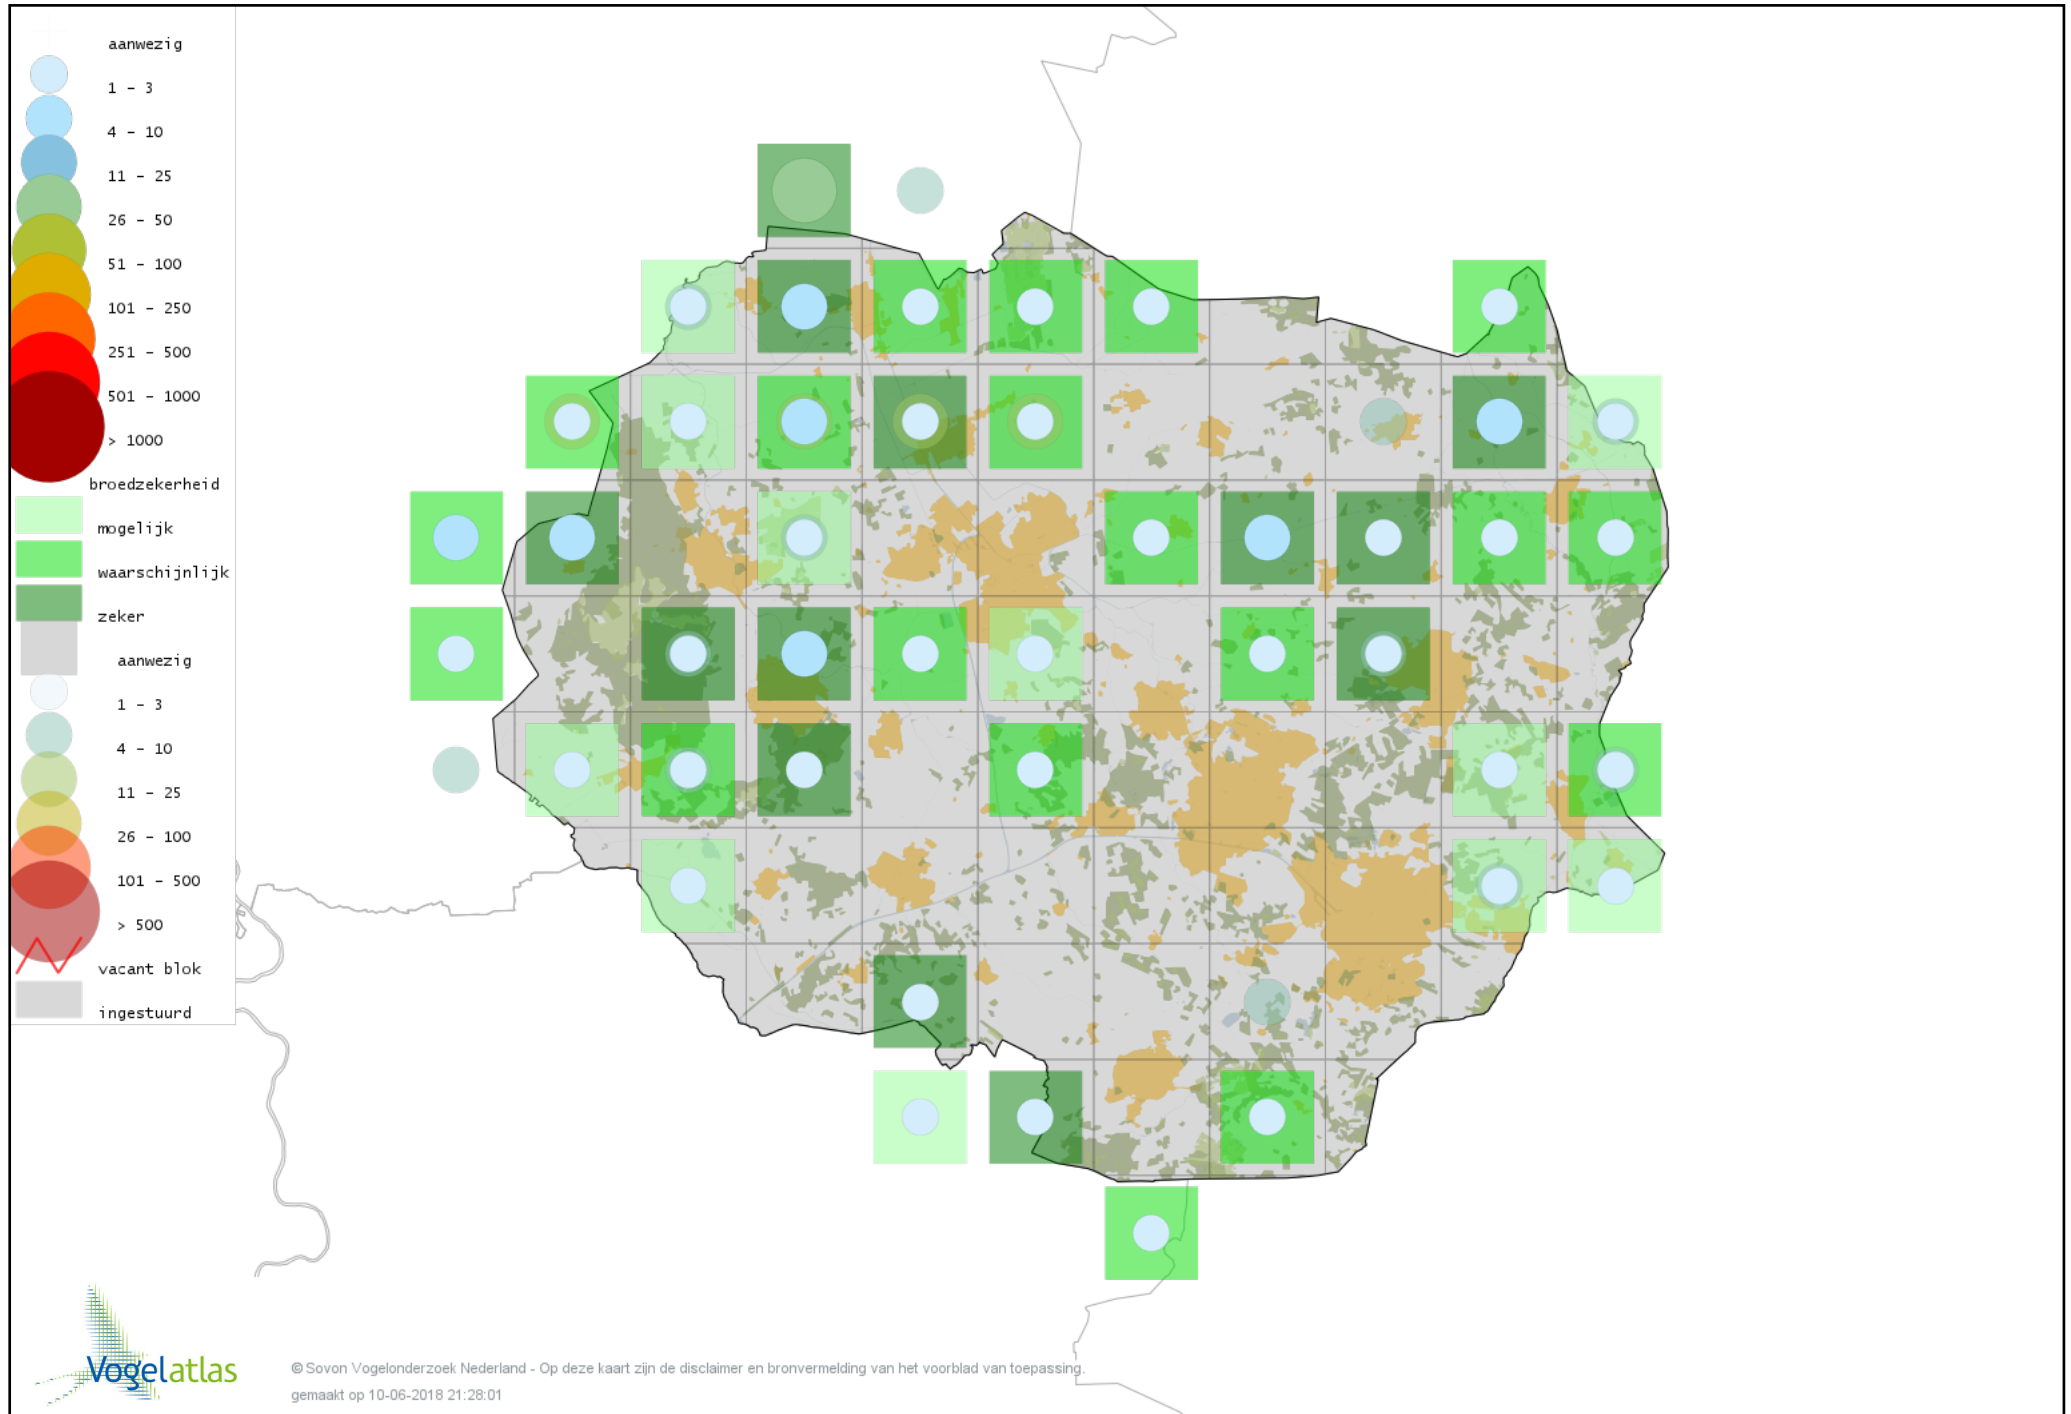 aanwezig
1 - 3
4 - 10
11 - 25
26 - 50
51 - 100
101 - 250
251 - 500
501 - 1000
> 1000
broedzekerheid
mogelijk
waarschijnlijk
zeker
aanwezig
1 - 3
4 - 10
11 - 25
26 - 100
101 - 500
> 500
vacant blok
ingestuurd
Vogelatlas
© Sovon Vogelonderzoek Nederland - Op deze kaart zijn de disclaimer en bronvermelding van het voorblad van toepassing.
gemaakt op 10-06-2018 21:28:01